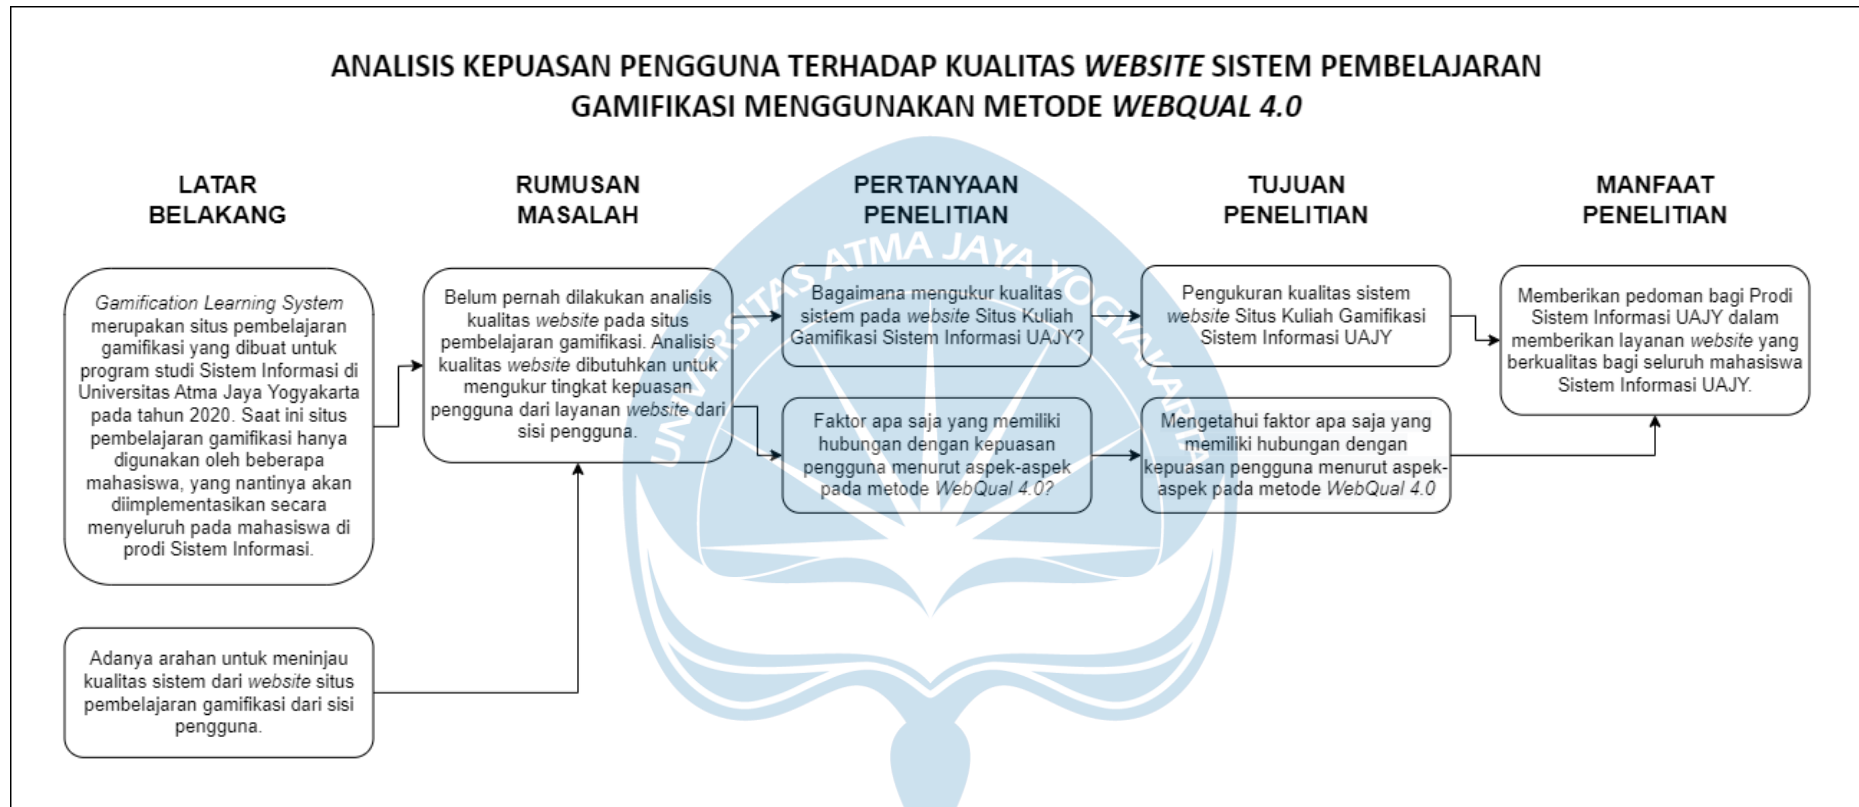 ANALISIS KEPUASAN PENGGUNA TERHADAP KUALITAS WEBSITE SISTEM PEMBELAJARAN
GAMIFIKASI MENGGUNAKAN METODE WEBQUAL 4.0
LATAR
BELAKANG
Gamification Learning System
merupakan situs pembelajaran
gamifikasi yang dibuat untuk
program studi Sistem Informasi di
Universitas Atma Jaya Yogyakarta
pada tahun 2020. Saat ini situs
pembelajaran gamifikasi hanya
digunakan oleh beberapa
mahasiswa, yang nantinya akan
diimplementasikan secara
menyeluruh pada mahasiswa di
prodi Sistem Informasi.
Adanya arahan untuk meninjau
kualitas sistem dari website situs
pembelajaran gamifikasi dari sisi
pengguna.
RUMUSAN
MASALAH
Belum pernah dilakukan analisis
kualitas website pada situs
pembelajaran gamifikasi. Analisis
kualitas website dibutuhkan untuk
mengukur tingkat kepuasan
pengguna dari layanan website dari
sisi pengguna.
PERTANYAAN
PENELITIAN
Bagaimana mengukur kualitas
sistem pada website Situs Kuliah
Gamifikasi Sistem Informasi UAJY?
Faktor apa saja yang memiliki
hubungan dengan kepuasan
pengguna menurut aspek-aspek
pada metode WebQual 4.0?
TUJUAN
PENELITIAN
Pengukuran kualitas sistem
website Situs Kuliah Gamifikasi
Sistem Informasi UAJY
Mengetahui faktor apa saja yang
memiliki hubungan dengan
kepuasan pengguna menurut aspek-
aspek pada metode WebQual 4.0
MANFAAT
PENELITIAN
Memberikan pedoman bagi Prodi
Sistem Informasi UAJY dalam
memberikan layanan website yang
berkualitas bagi seluruh mahasiswa
Sistem Informasi UAJY.
UNIVERSITAS ATMA JAYA YOGYAKARTA